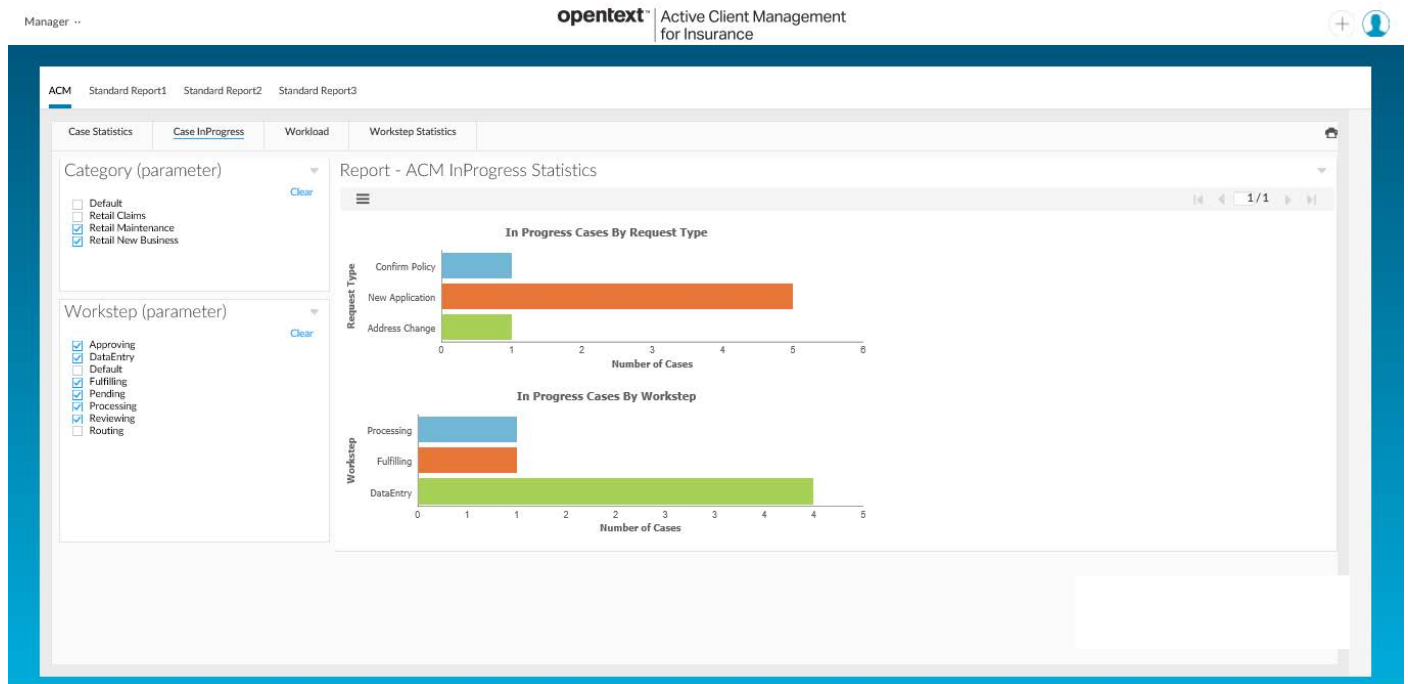 Manager ··
opentext™ Active Client Management
for Insurance
ACM Standard Report1 Standard Report2 Standard Report3
Case Statistics Case InProgress Workload Workstep Statistics
Category (parameter)
Clear
Default
Retail Claims
Retail Maintenance
Retail New Business
Workstep (parameter)
Clear
Approving
DataEntry
Default
Fulfilling
Pending
Processing
Reviewing
Routing
Report - ACM InProgress Statistics
1/1
In Progress Cases By Request Type
Request Type
Confirm Policy
New Application
Address Change
0 1 2 3 4 5 6
Number of Cases
In Progress Cases By Workstep
Workstep
Processing
Fulfilling
DataEntry
0 1 1 2 2 3 3 4 4 5
Number of Cases